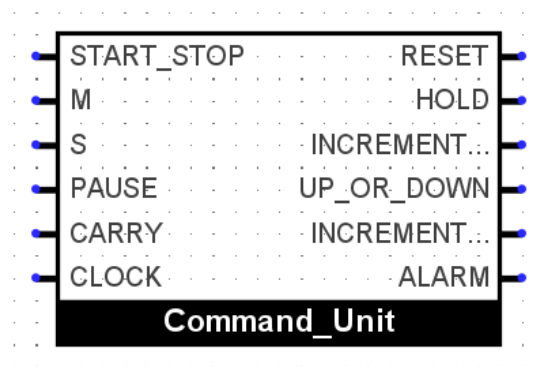 START_STOP RESET
M HOLD
S INCREMENT...
PAUSE UP_OR_DOWN
CARRY INCREMENT...
CLOCK ALARM
Command_Unit